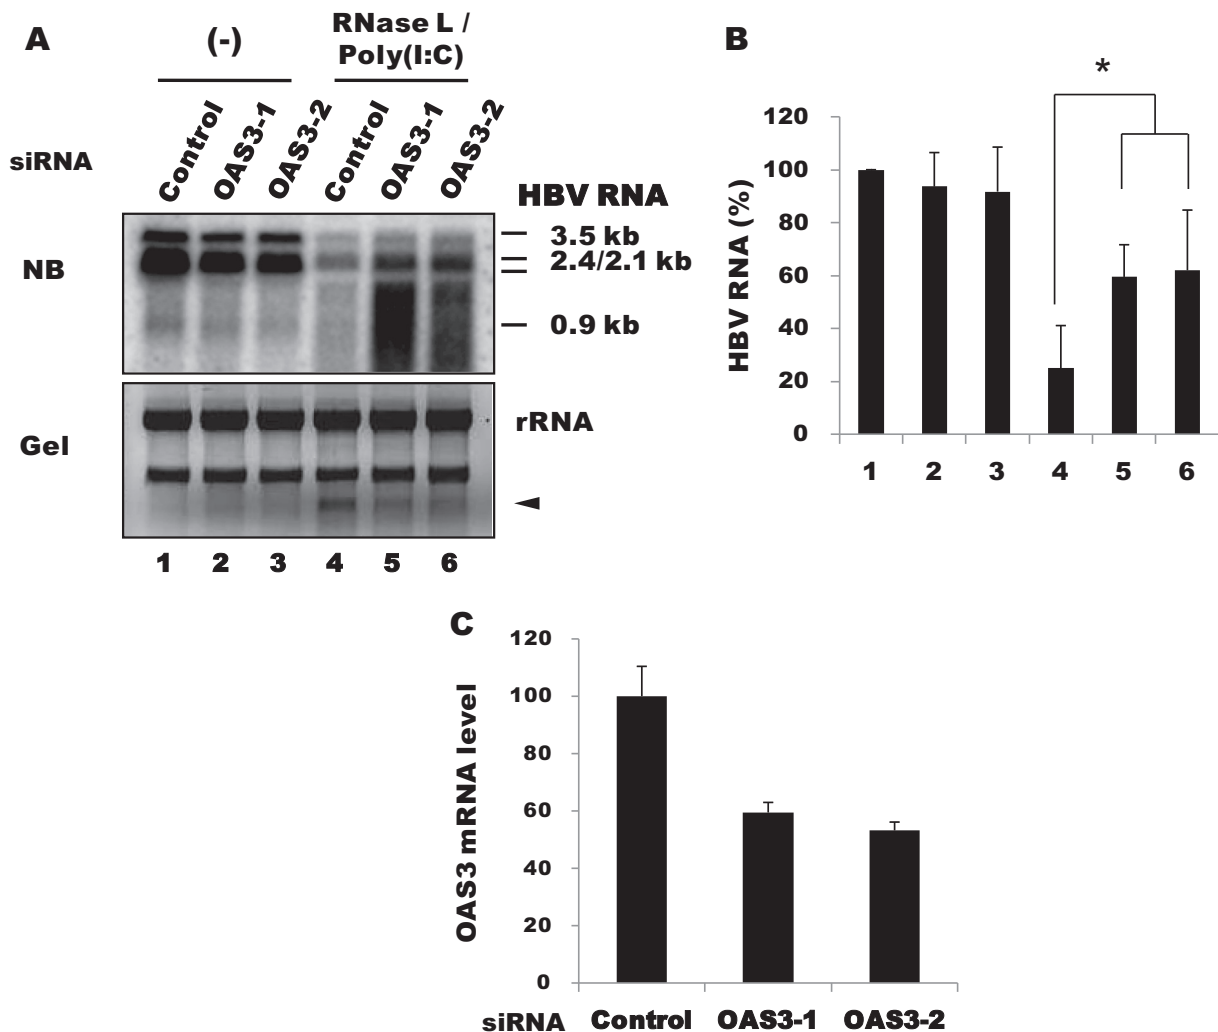 A
(-)
RNase L /
Poly(I:C)
siRNA
Control
OAS3-1
OAS3-2
Control
OAS3-1
OAS3-2
HBV RNA
NB
3.5 kb
2.4/2.1 kb
0.9 kb
Gel
rRNA
1 2 3 4 5 6
B
*
HBV RNA (%)
120
100
80
60
40
20
0
1 2 3 4 5 6
C
OAS3 mRNA level
120
100
80
60
40
20
0
siRNA Control OAS3-1 OAS3-2